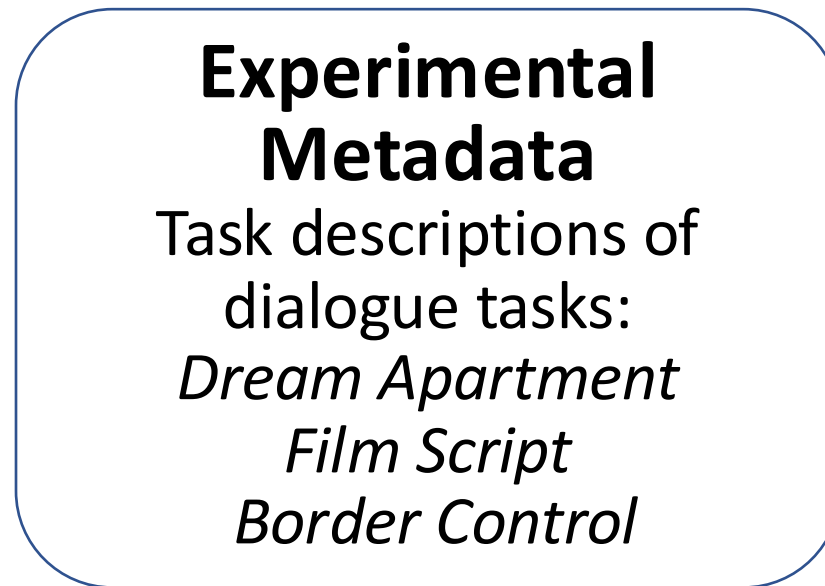 Experimental
Metadata
Task descriptions of
dialogue tasks:
Dream Apartment
Film Script
Border Control